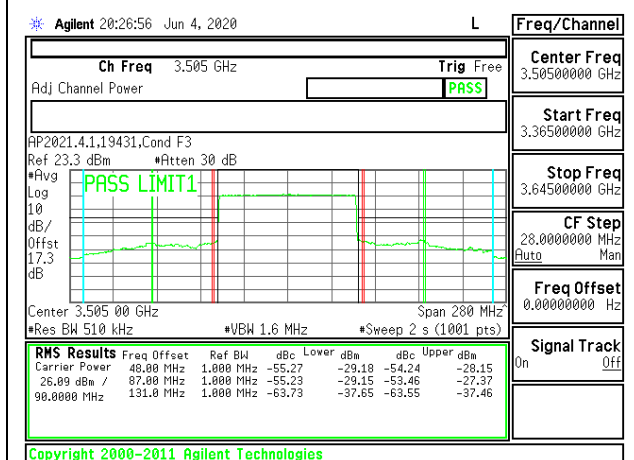 Agilent 20:26:56 Jun 4, 2020 L
Freq/Channel
Ch Freq 3.505 GHz Trig Free
Adj Channel Power PASS
Center Freq
3.50500000 GHz
Start Freq
3.36500000 GHz
Stop Freq
3.64500000 GHz
CF Step
28.0000000 MHz
Auto Man
Freq Offset
0.00000000 Hz
Signal Track
On Off
AP2021.4.1,19431,Cond F3
Ref 23.3 dBm #Atten 30 dB
#Avg
Log
10
dB/
Offst
17.3
dB
PASS LIMIT1
Center 3.505 00 GHz Span 280 MHz
#Res BW 510 kHz #VBW 1.6 MHz #Sweep 2 s (1001 pts)
RMS Results Freq Offset Ref BW dBc Lower dBm dBc Upper dBm
Carrier Power 48.00 MHz 1.000 MHz -55.27 -29.18 -54.24 -28.15
26.09 dBm / 87.00 MHz 1.000 MHz -55.23 -29.15 -53.46 -27.37
90.0000 MHz 131.0 MHz 1.000 MHz -63.73 -37.65 -63.55 -37.46
Copyright 2000-2011 Agilent Technologies